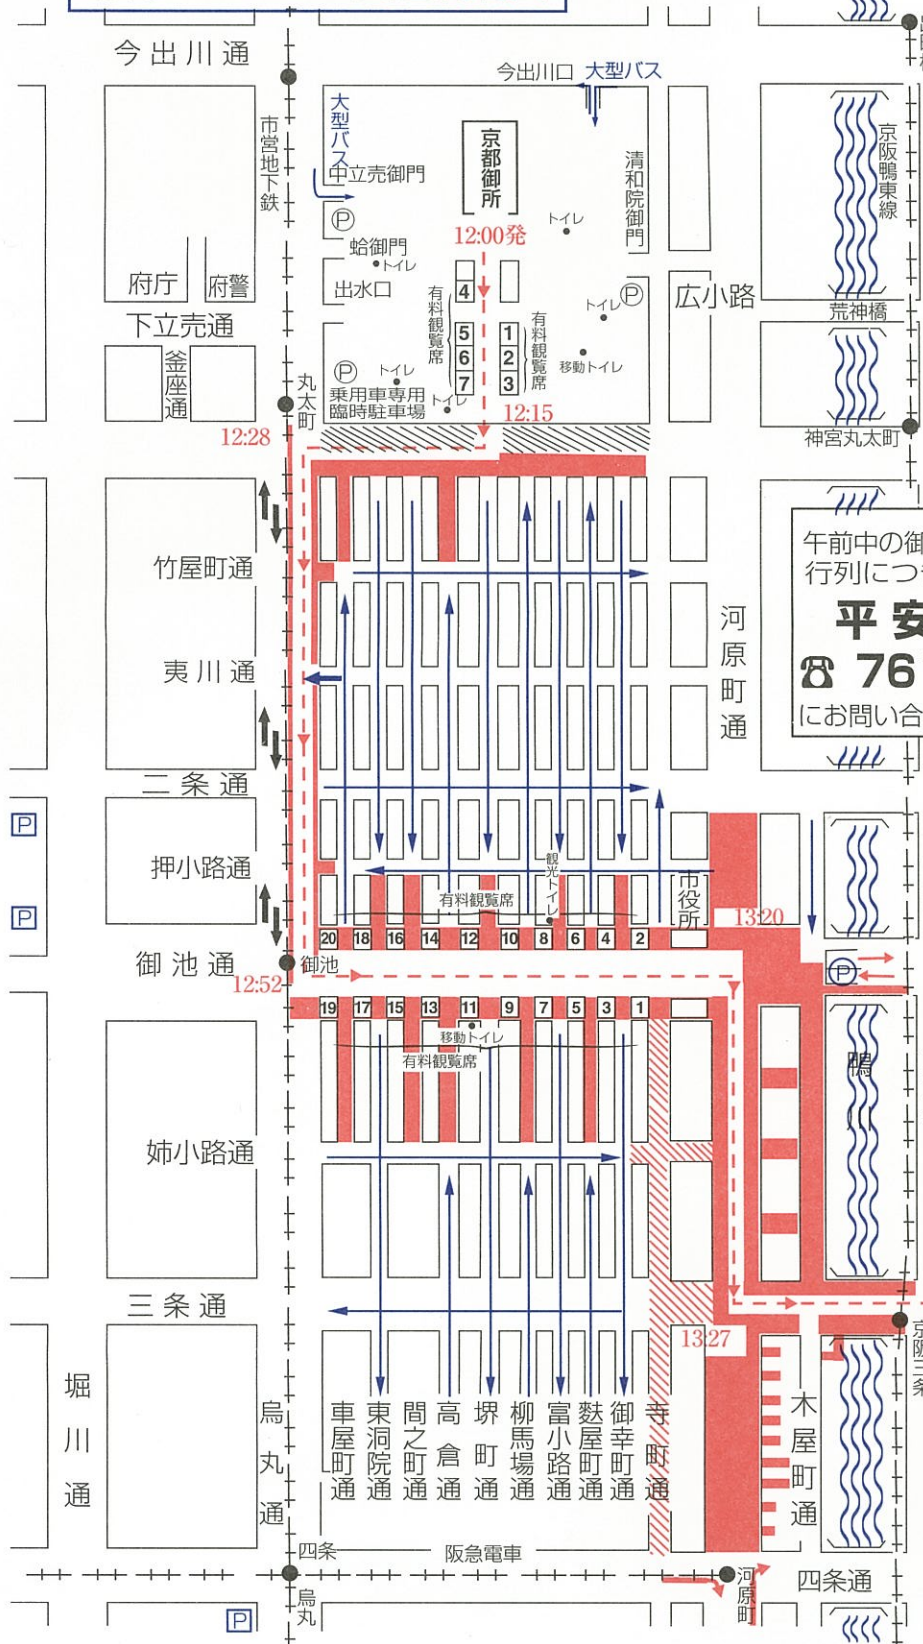 今出川通
今出川口 大型バス
大型バス
市営地下鉄
京都御所
中立売御門
清和院御門
京阪鴨東線
Ⓟ
トイレ
12:00発
蛤御門
トイレ
府庁
府警
出水口
有料観覧席
4
トイレ
Ⓟ
広小路
荒神橋
下立売通
5
6
7
1
2
3
有料観覧席
移動トイレ
釜座通
丸太町
Ⓟ
トイレ
乗用車専用
臨時駐車場
トイレ
12:15
12:28
神宮丸太町
午前中の御
行列につ
平安
☎ 76
にお問い合
竹屋町通
夷川通
河原町通
二条通
P
押小路通
観光トイレ
市役所
P
有料観覧席
13:20
20 18 16 14 12 10 8 6 4 2
御池通
御池
Ⓟ
12:52
19 17 15 13 11 9 7 5 3 1
移動トイレ
有料観覧席
鴨川
姉小路通
三条通
13:27
京阪三条
堀川通
烏丸通
車屋町通
東洞院通
間之町通
高倉通
堺町通
柳馬場通
富小路通
麩屋町通
御幸町通
寺町通
木屋町通
四条
阪急電車
烏丸
河原町
四条通
P